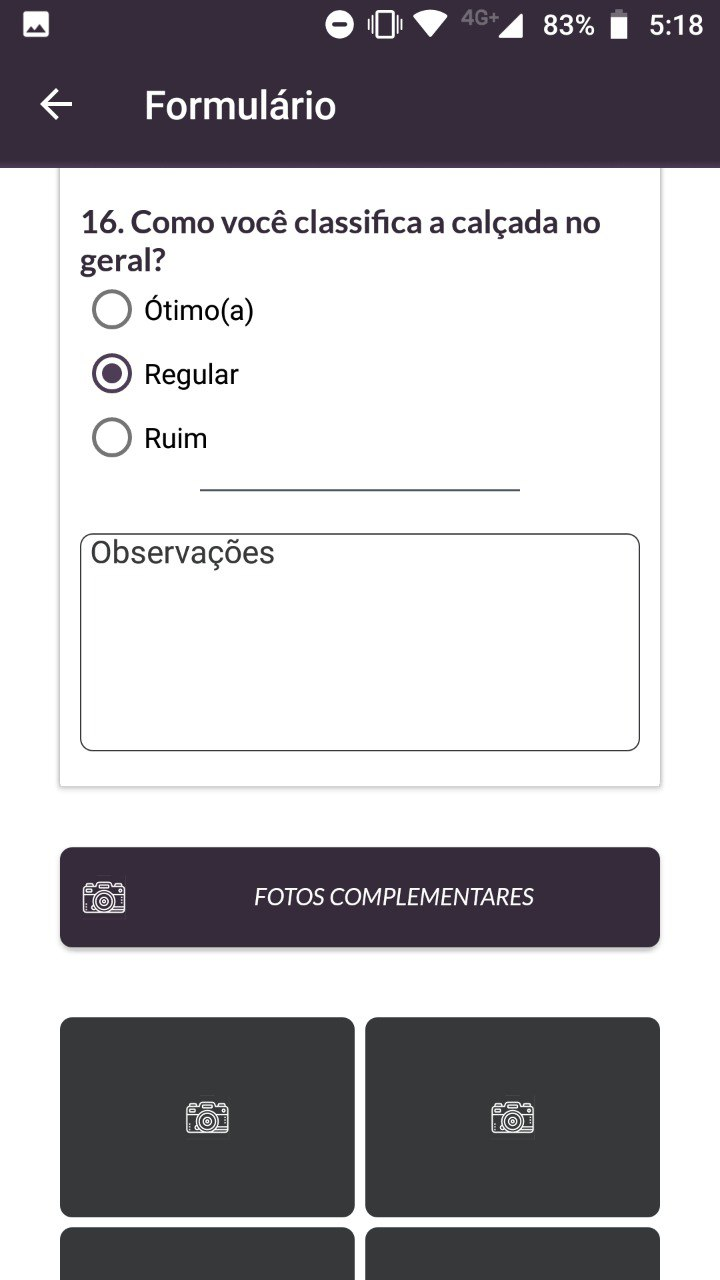 4G+ 83% 5:18
Formulário
16. Como você classifica a calçada no
geral?
Ótimo(a)
Regular
Ruim
Observações
FOTOS COMPLEMENTARES